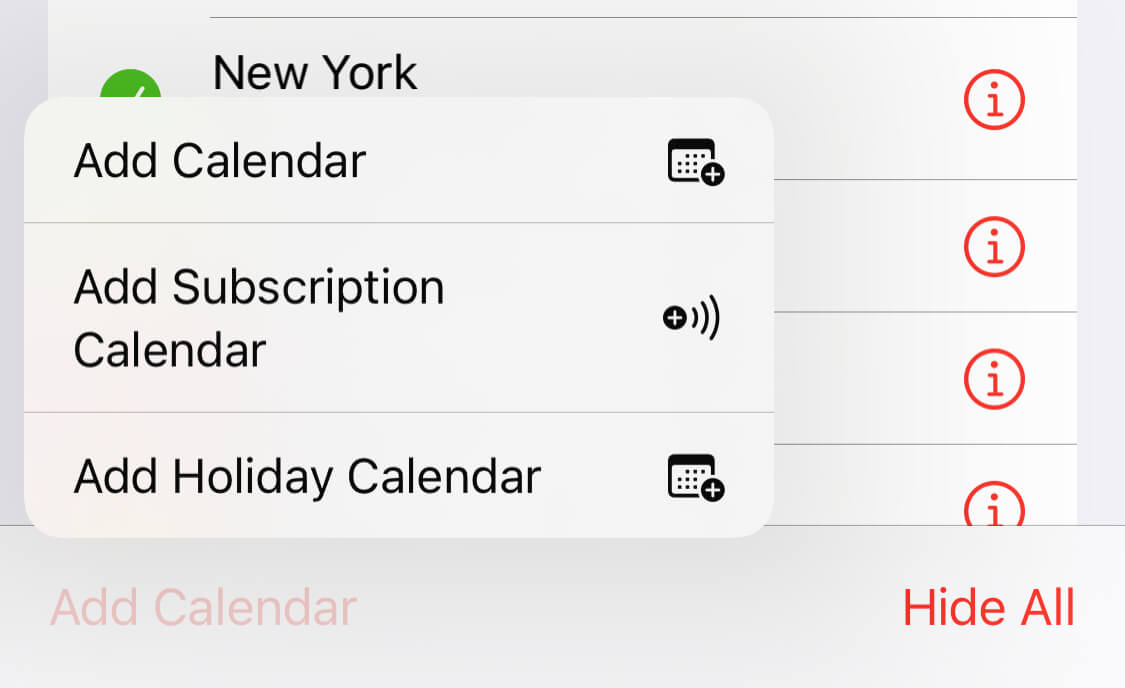 New York
Add Calendar
Add Subscription
Calendar
Add Holiday Calendar
Add Calendar
Hide All